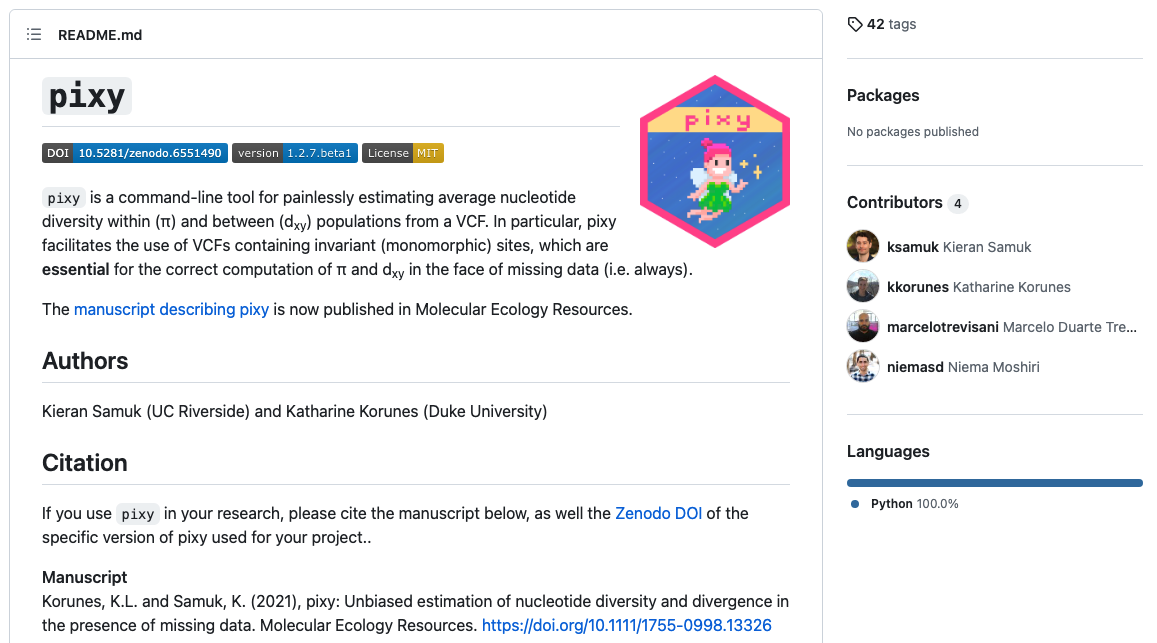 README.md
pixy
pixy
DOI 10.5281/zenodo.6551490 version 1.2.7.beta1 License MIT
pixy is a command-line tool for painlessly estimating average nucleotide
diversity within (π) and between (dxy) populations from a VCF. In particular, pixy
facilitates the use of VCFs containing invariant (monomorphic) sites, which are
essential for the correct computation of π and dxy in the face of missing data (i.e. always).
The manuscript describing pixy is now published in Molecular Ecology Resources.
Authors
Kieran Samuk (UC Riverside) and Katharine Korunes (Duke University)
Citation
If you use pixy in your research, please cite the manuscript below, as well the Zenodo DOI of the
specific version of pixy used for your project..
Manuscript
Korunes, K.L. and Samuk, K. (2021), pixy: Unbiased estimation of nucleotide diversity and divergence in
the presence of missing data. Molecular Ecology Resources. https://doi.org/10.1111/1755-0998.13326
42 tags
Packages
No packages published
Contributors 4
ksamuk Kieran Samuk
kkorunes Katharine Korunes
marcelotrevisani Marcelo Duarte Tre...
niemasd Niema Moshiri
Languages
Python 100.0%